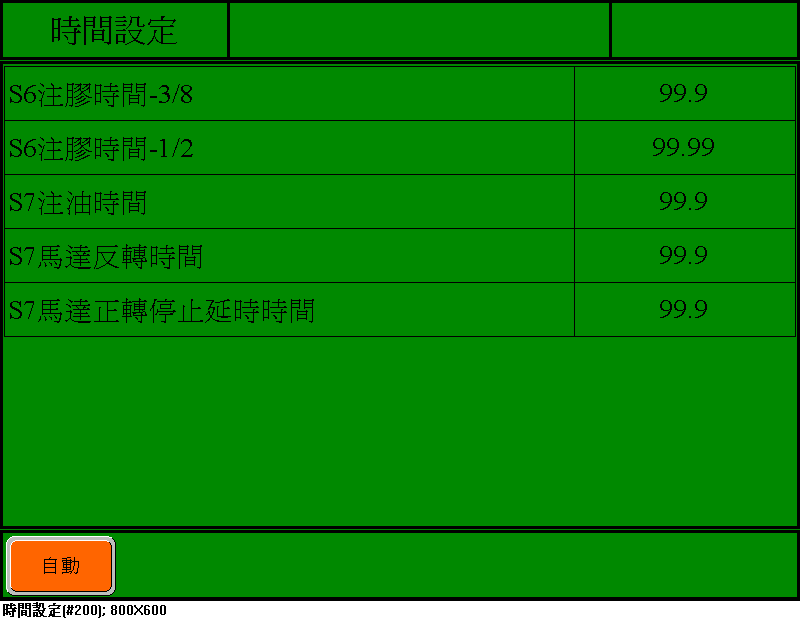 時間設定
S6注膠時間-3/8 99.9
S6注膠時間-1/2 99.99
S7注油時間 99.9
S7馬達反轉時間 99.9
S7馬達正轉停止延時時間 99.9
自動
時間設定(#200); 800X600